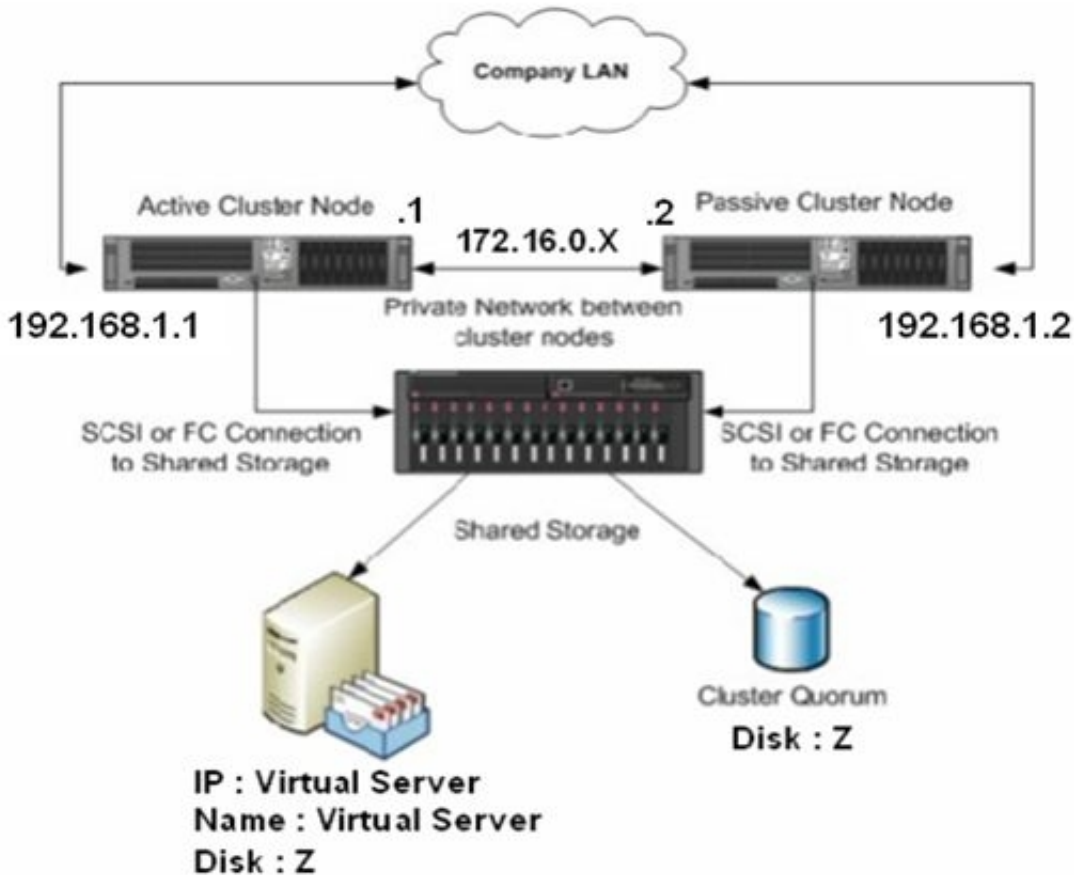 Company LAN
Active Cluster Node
.1
172.16.0.X
.2
Passive Cluster Node
192.168.1.1
Private Network between
cluster nodes
192.168.1.2
SCSI or FC Connection
to Shared Storage
SCSI or FC Connection
to Shared Storage
Shared Storage
Cluster Quorum
Disk : Z
IP : Virtual Server
Name : Virtual Server
Disk : Z